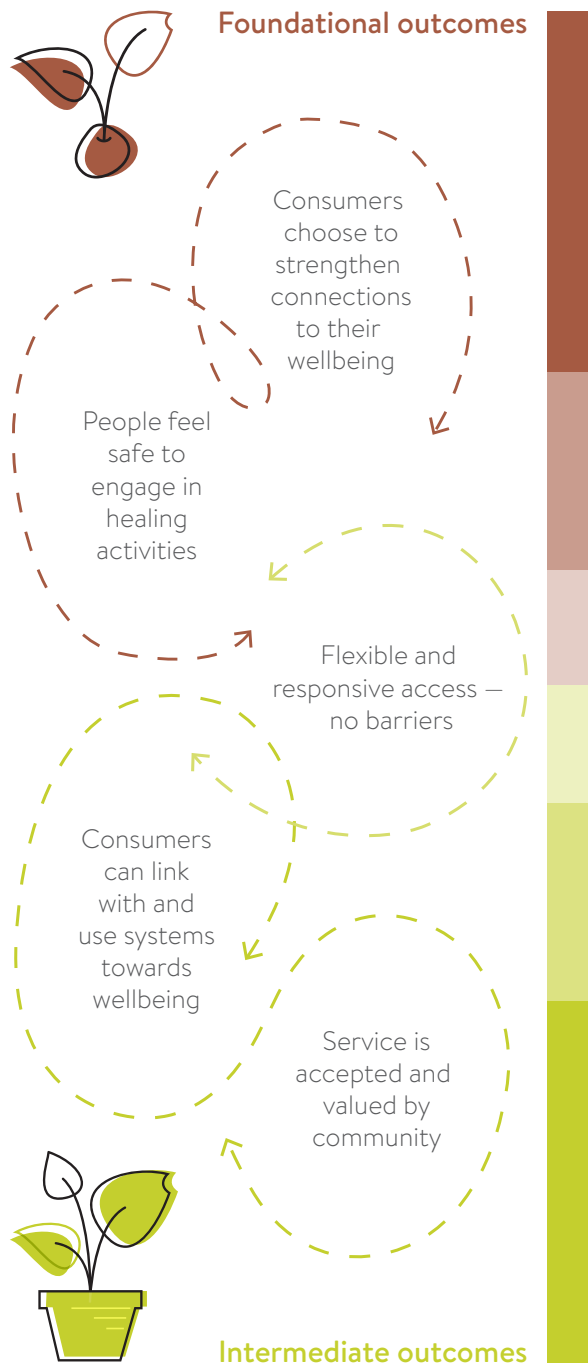 Foundational outcomes
Consumers
choose to
strengthen
connections
to their
wellbeing
People feel
safe to
engage in
healing
activities
Flexible and
responsive access —
no barriers
Consumers
can link
with and
use systems
towards
wellbeing
Service is
accepted and
valued by
community
Intermediate outcomes